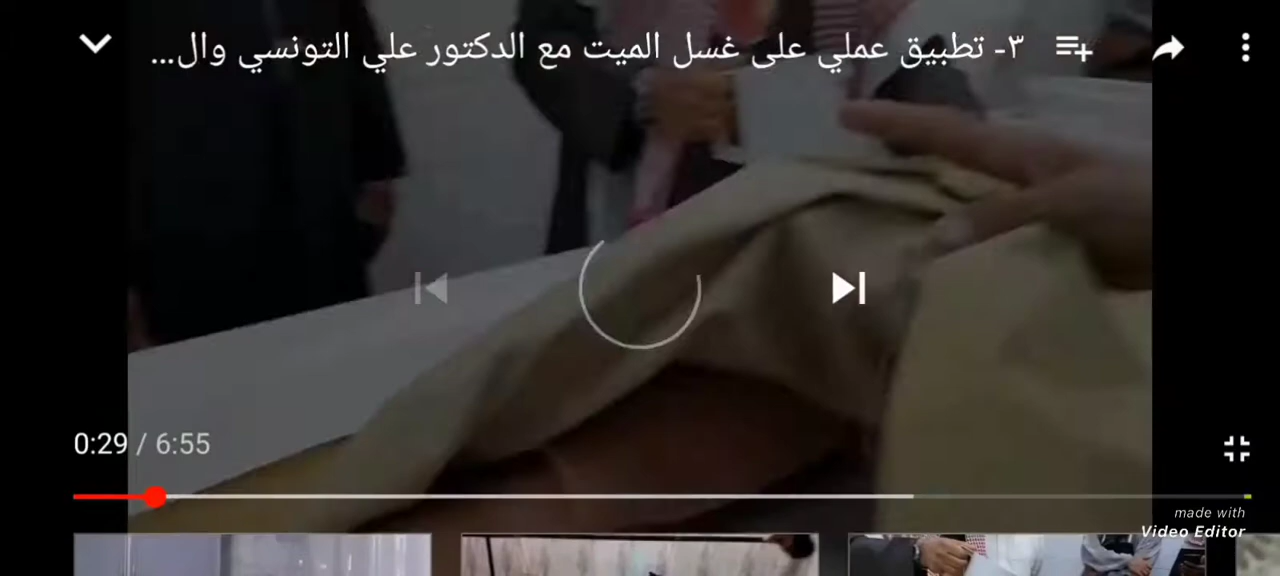 ٣- تطبيق عملي على غسل الميت مع الدكتور علي التونسي وال...
0:29 / 6:55
made with
Video Editor